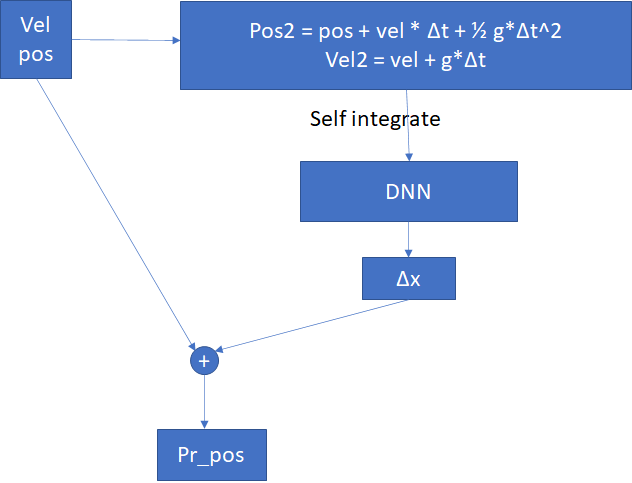 Vel
pos
Pos2 = pos + vel * Δt + ½ g*Δt^2
Vel2 = vel + g*Δt
Self integrate
DNN
Δx
+
Pr_pos